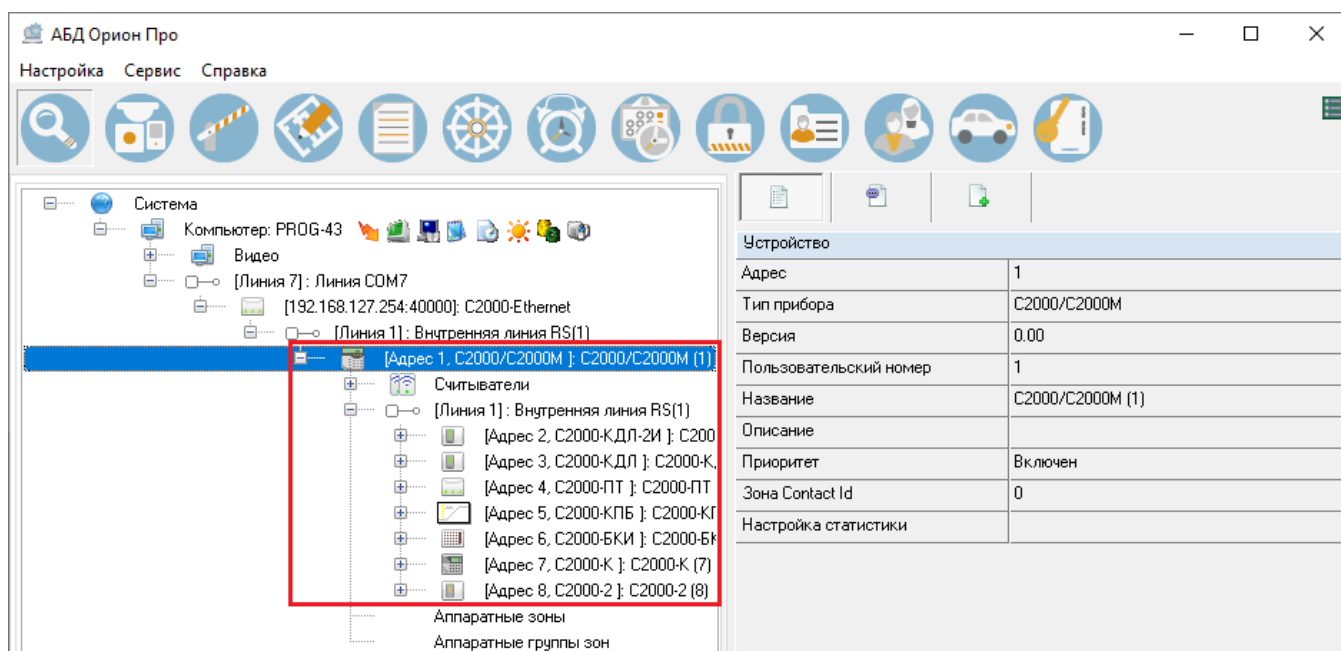 АБД Орион Про
Настройка Сервис Справка
Система
Компьютер: PROG-43
Видео
[Линия 7] : Линия COM7
[192.168.127.254:40000]: С2000-Ethernet
[Линия 1] : Внутренняя линия RS(1)
[Адрес 1, С2000/С2000М ]: С2000/С2000М (1)
Считыватели
[Линия 1] : Внутренняя линия RS(1)
[Адрес 2, С2000-КДЛ-2И ]: С200
[Адрес 3, С2000-КДЛ ]: С2000-К
[Адрес 4, С2000-ПТ ]: С2000-ПТ
[Адрес 5, С2000-КПБ ]: С2000-КГ
[Адрес 6, С2000-БКИ ]: С2000-БК
[Адрес 7, С2000-К ]: С2000-К (7)
[Адрес 8, С2000-2 ]: С2000-2 (8)
Аппаратные зоны
Аппаратные группы зон
Устройство
Адрес 1
Тип прибора С2000/С2000М
Версия 0.00
Пользовательский номер 1
Название С2000/С2000М (1)
Описание
Приоритет Включен
Зона Contact Id 0
Настройка статистики